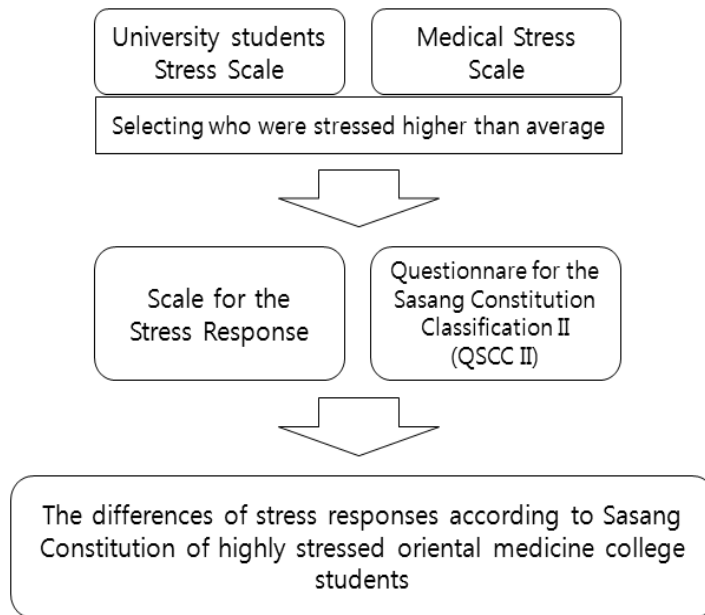 University students
Stress Scale
Medical Stress
Scale
Selecting who were stressed higher than average
Scale for the
Stress Response
Questionnare for the
Sasang Constitution
Classification II
(QSCC II)
The differences of stress responses according to Sasang
Constitution of highly stressed oriental medicine college
students